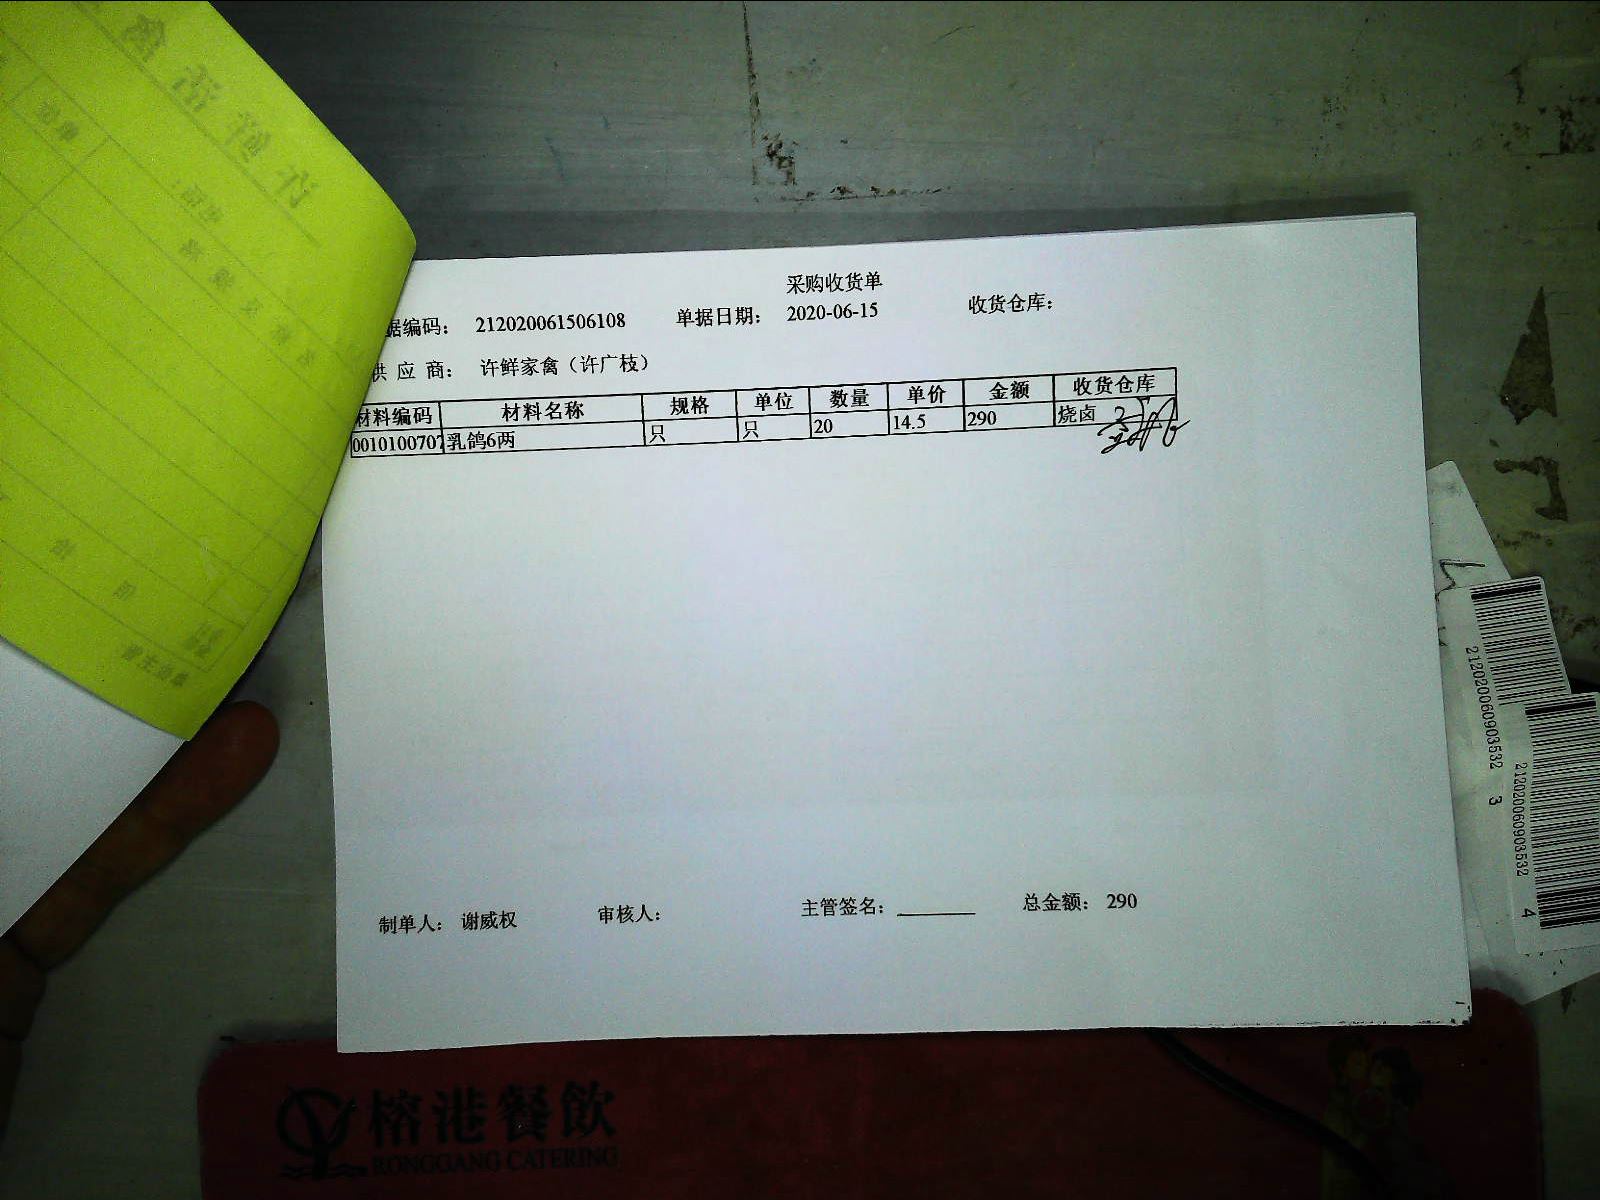 采购收货单
据编码: 212020061506108 单据日期: 2020-06-15 收货仓库:
供 应 商: 许鲜家禽（许广枝）
材料编码 材料名称 规格 单位 数量 单价 金额 收货仓库
0010100707 乳鸽6两 只 只 20 14.5 290 烧卤
制单人: 谢威权 审核人: 主管签名: 总金额: 290
212020060903532 3
212020060903532 4
榕港餐飲
RONGGANG CATERING